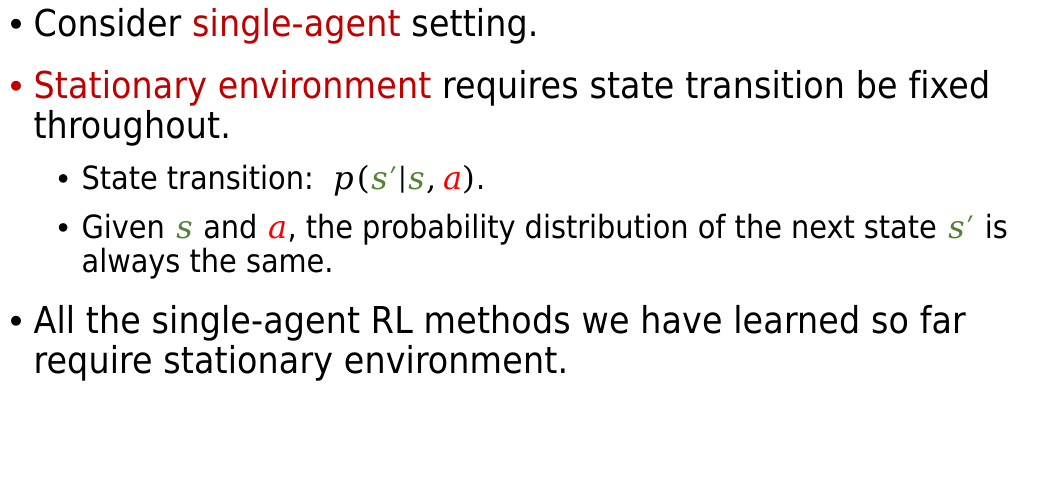 • Consider single-agent setting.
• Stationary environment requires state transition be fixed
throughout.
• State transition: p(s′|s, a).
• Given s and a, the probability distribution of the next state s′ is
always the same.
• All the single-agent RL methods we have learned so far
require stationary environment.